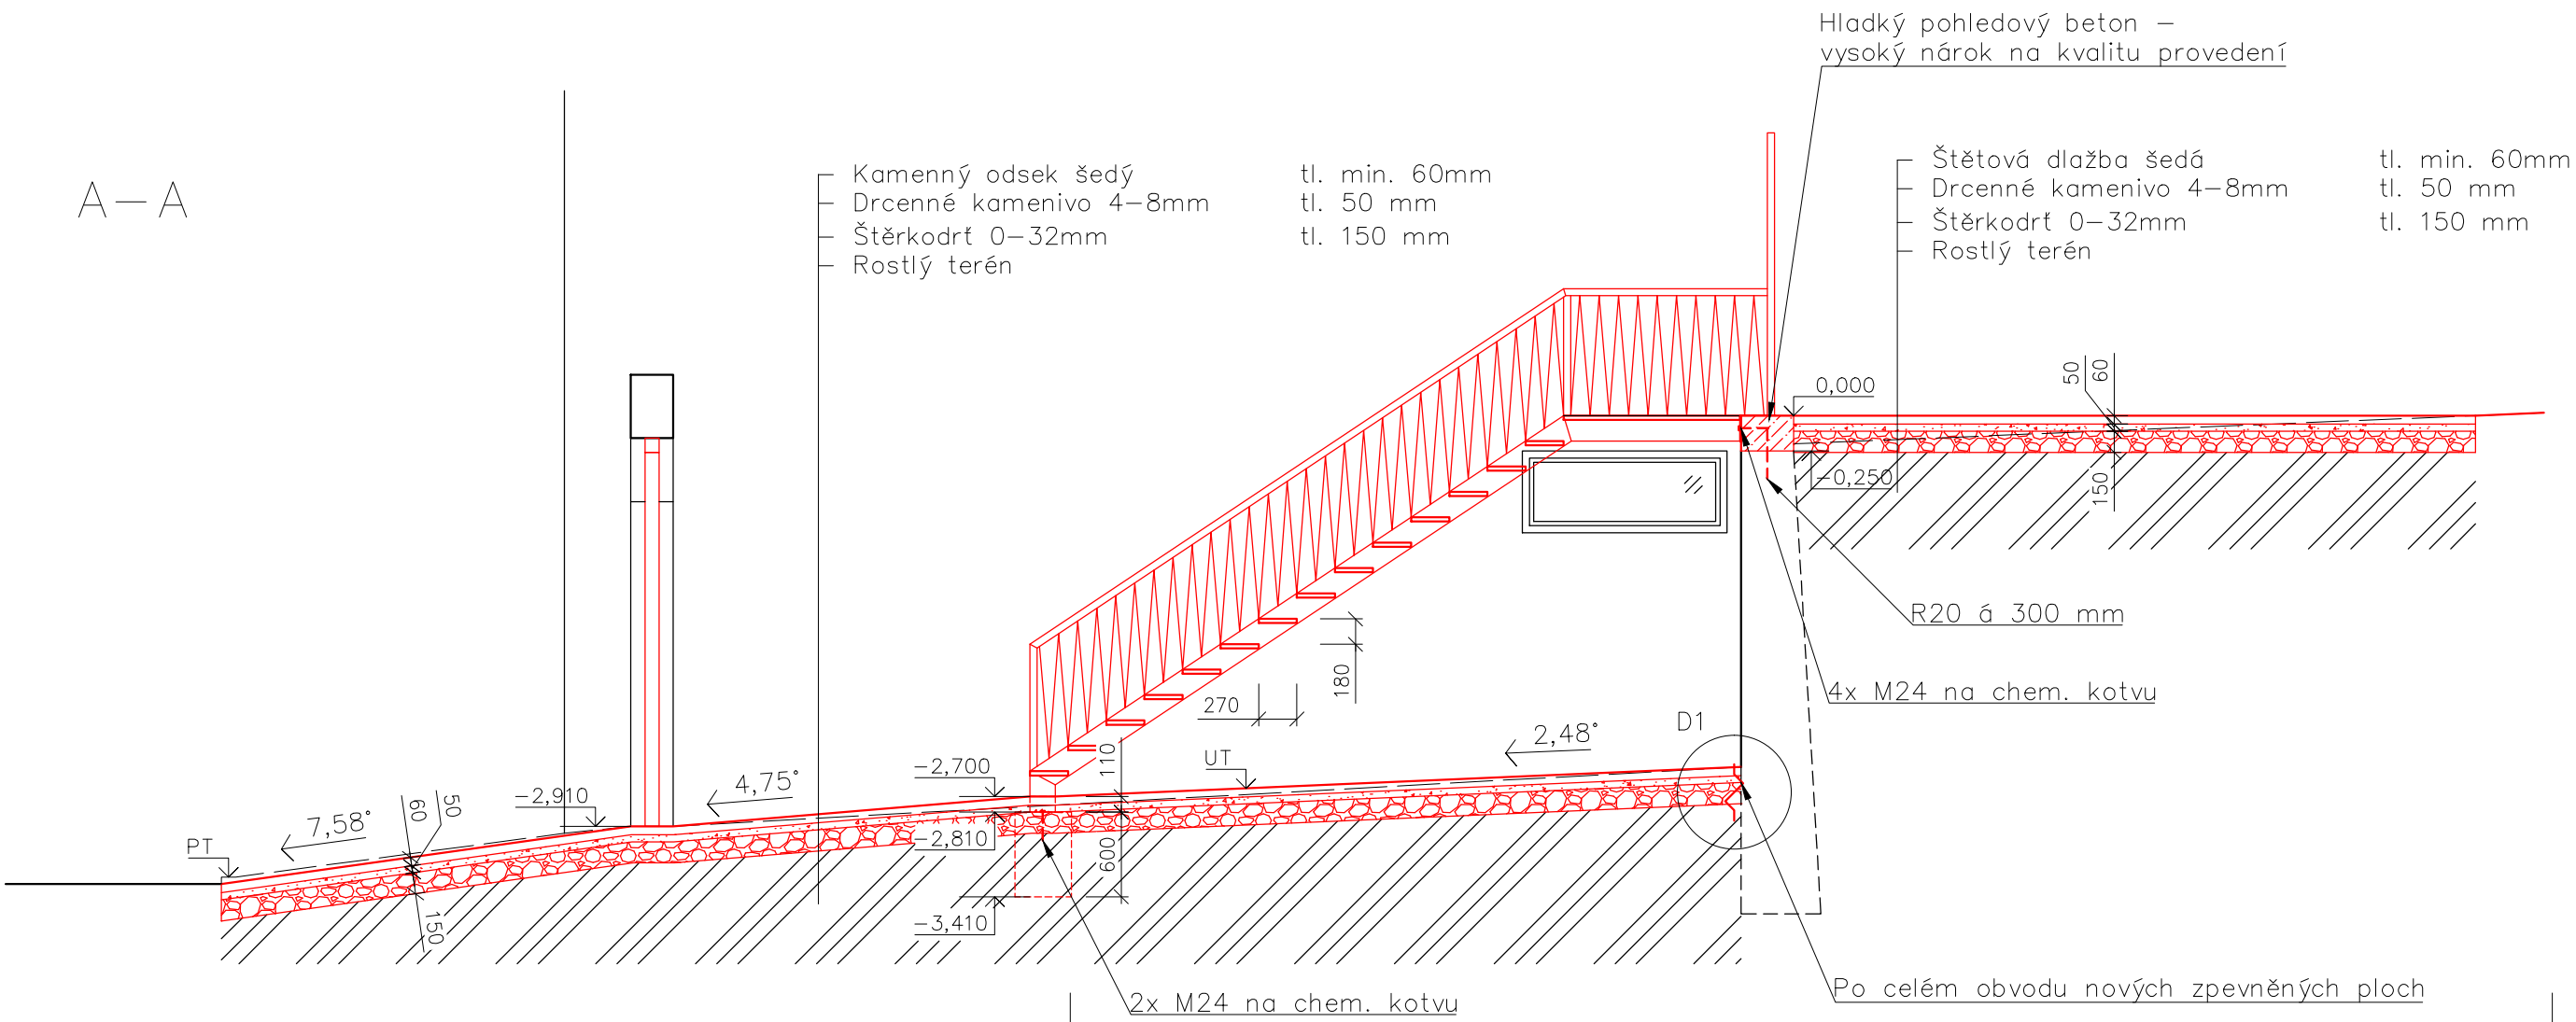 Hladký pohledový beton –
vysoký nárok na kvalitu provedení
A–A
Kamenný odsek šedý tl. min. 60mm
Drcenné kamenivo 4–8mm tl. 50 mm
Štěrkodrť 0–32mm tl. 150 mm
Rostlý terén
Štětová dlažba šedá tl. min. 60mm
Drcenné kamenivo 4–8mm tl. 50 mm
Štěrkodrť 0–32mm tl. 150 mm
Rostlý terén
50
60
0,000
-0,250
150
R20 á 300 mm
4x M24 na chem. kotvu
180
270
D1
2,48°
UT
110
-2,700
4,75°
-2,910
50
60
7,58°
PT
-2,810
600
150
-3,410
Po celém obvodu nových zpevněných ploch
2x M24 na chem. kotvu